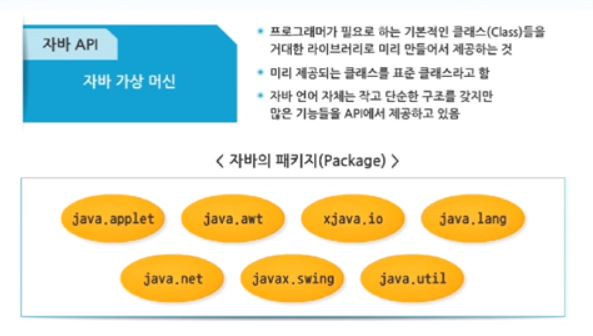 자바 API
자바 가상 머신
* 프로그래머가 필요로 하는 기본적인 클래스(Class)들을
거대한 라이브러리로 미리 만들어서 제공하는 것
* 미리 제공되는 클래스를 표준 클래스라고 함
* 자바 언어 자체는 작고 단순한 구조를 갖지만
많은 기능들을 API에서 제공하고 있음
< 자바의 패키지(Package) >
java.applet java.awt xjava.io java.lang
java.net javax.swing java.util